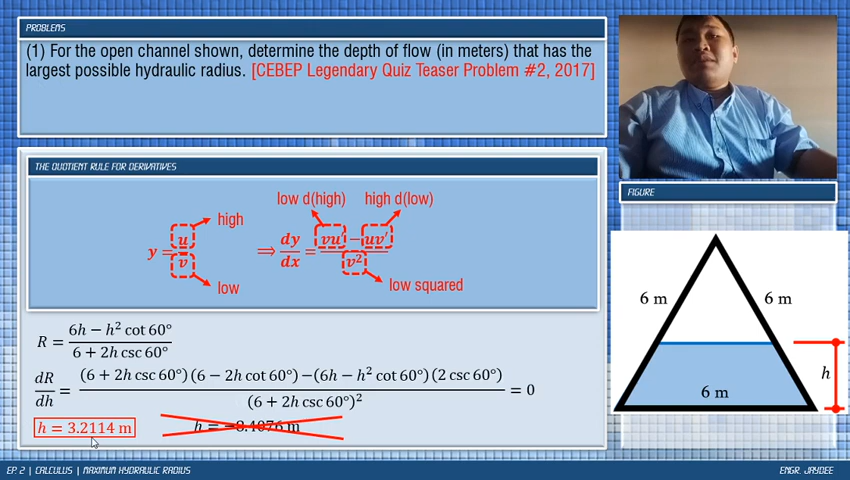 PROBLEMS
(1) For the open channel shown, determine the depth of flow (in meters) that has the
largest possible hydraulic radius. [CEBEP Legendary Quiz Teaser Problem #2, 2017]
THE QUOTIENT RULE FOR DERIVATIVES
low d(high) high d(low)
high
y = u/v ⇒ dy/dx = (vu′ − uv′)/v²
low
low squared
R = (6h − h² cot 60°)/(6 + 2h csc 60°)
dR/dh = ((6 + 2h csc 60°)(6 − 2h cot 60°) − (6h − h² cot 60°)(2 csc 60°))/(6 + 2h csc 60°)² = 0
h = 3.2114 m h = −8.4076 m
FIGURE
6 m 6 m
h
6 m
EP. 2 | CALCULUS | MAXIMUM HYDRAULIC RADIUS
ENGR. JAYDEE